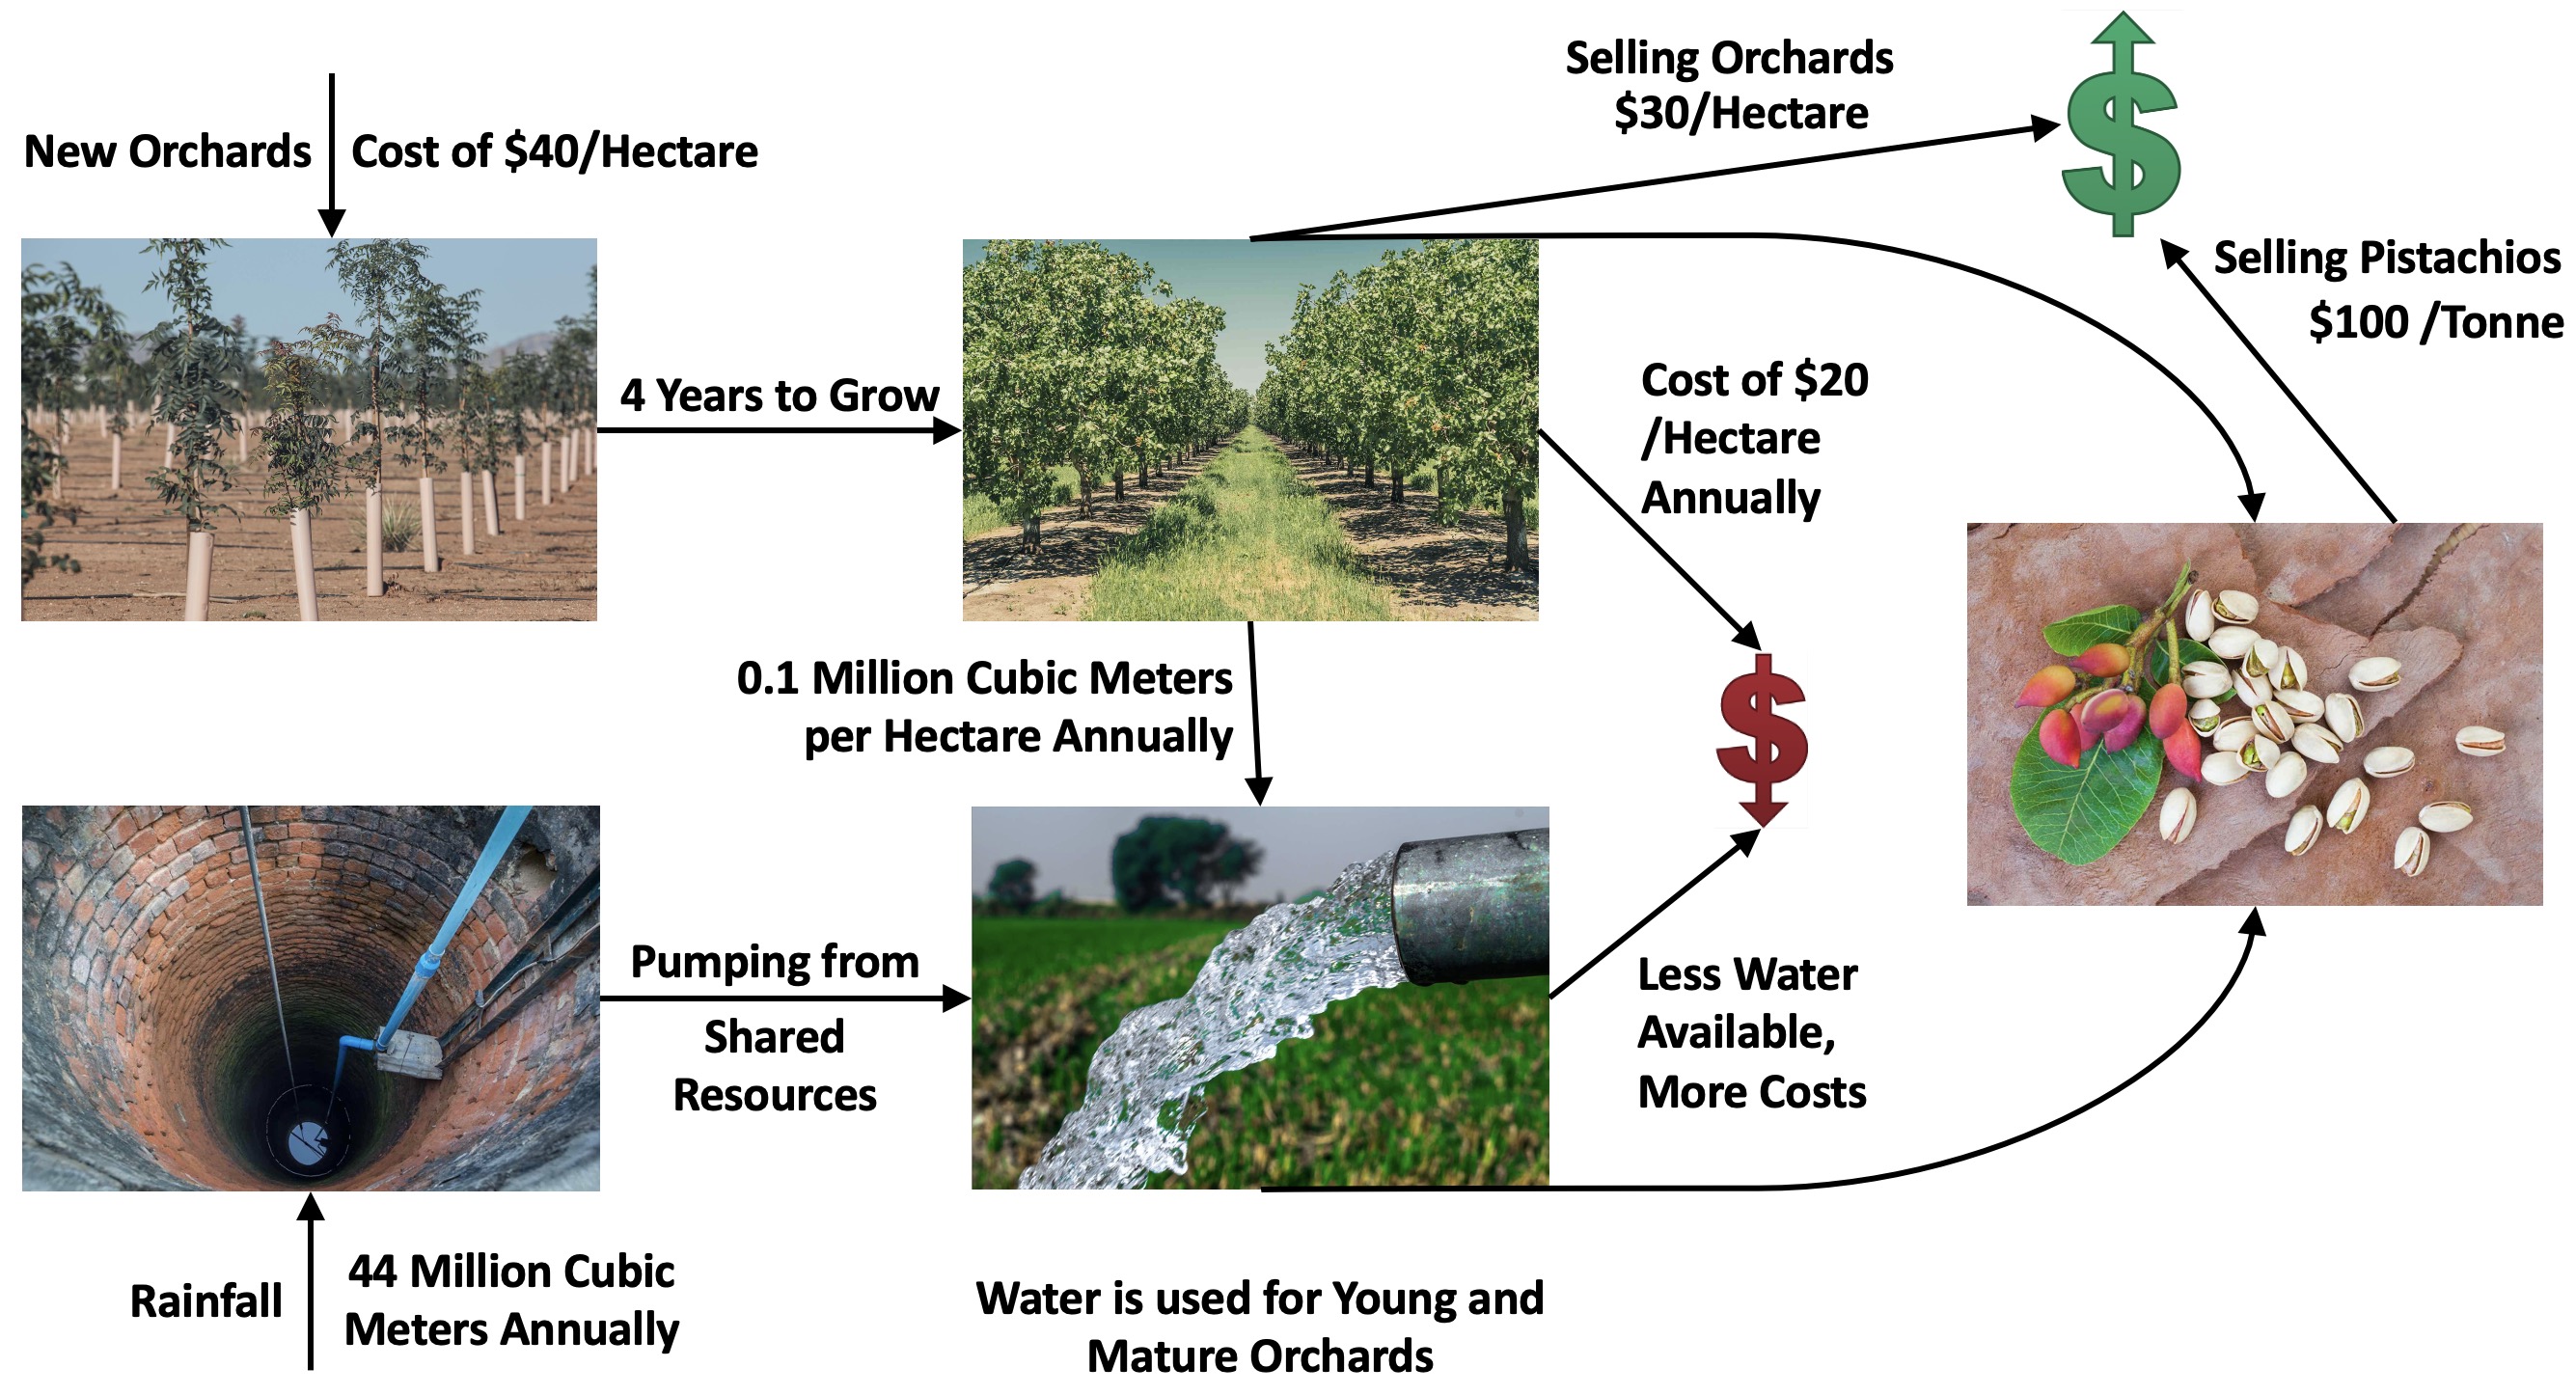 Selling Orchards
$30/Hectare
New Orchards
Cost of $40/Hectare
Selling Pistachios
$100 /Tonne
4 Years to Grow
Cost of $20
/Hectare
Annually
0.1 Million Cubic Meters
per Hectare Annually
Pumping from
Shared
Resources
Less Water
Available,
More Costs
Rainfall
44 Million Cubic
Meters Annually
Water is used for Young and
Mature Orchards